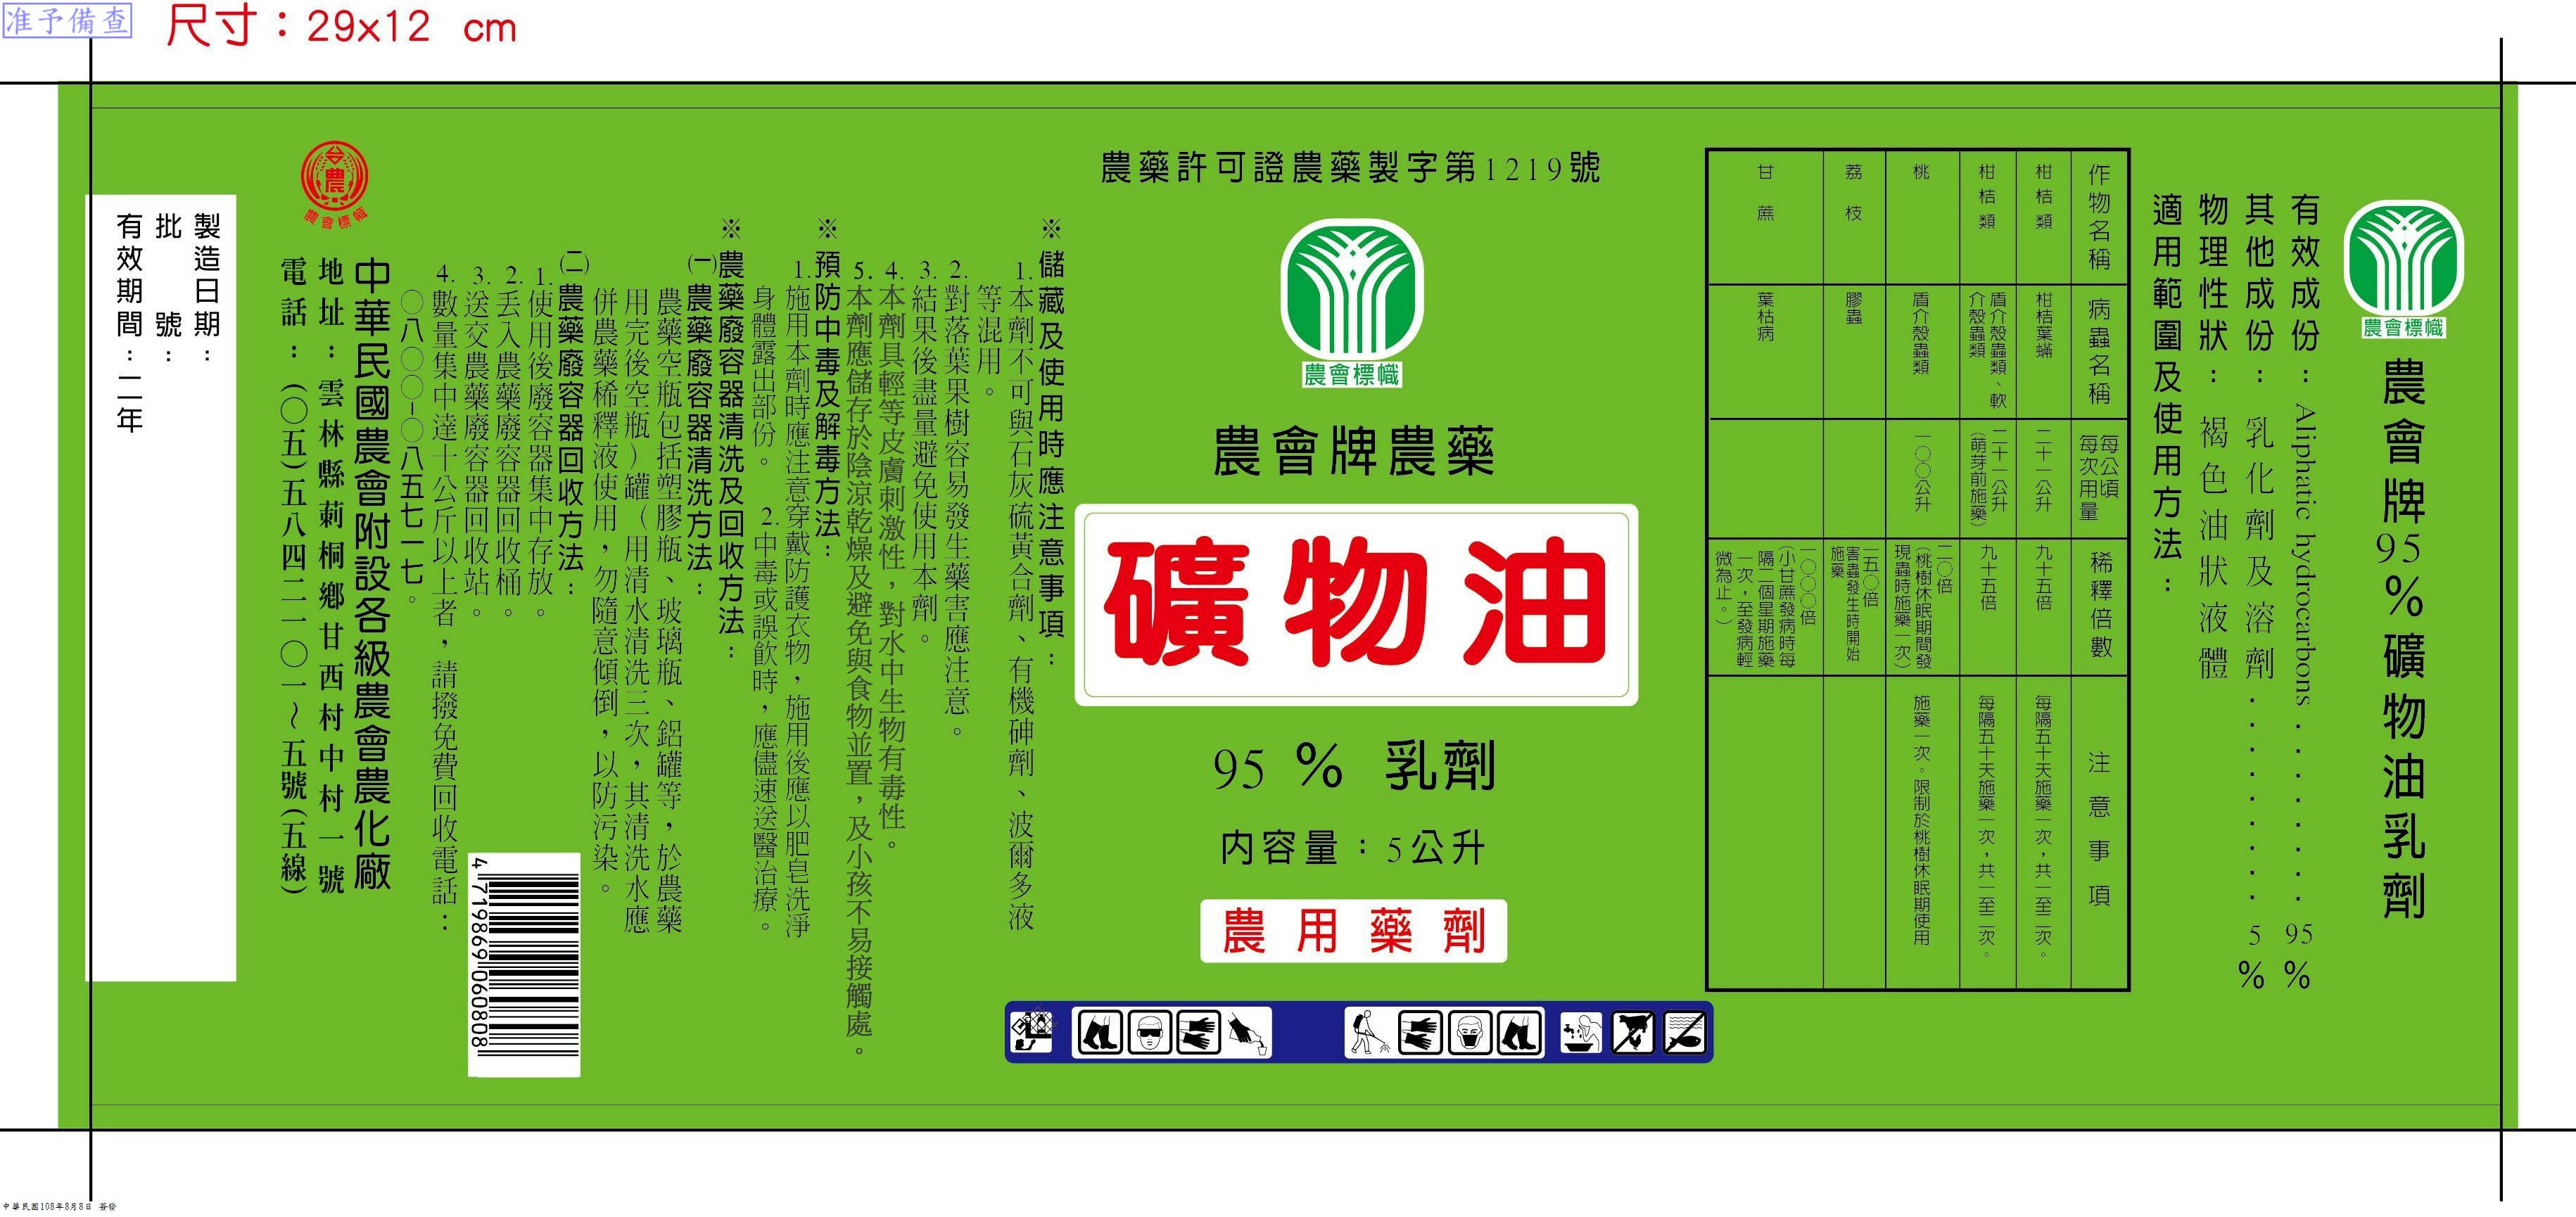 准予備查
尺寸：29x12 cm
農會標幟
農會牌95%礦物油乳劑
有效成份：Aliphatic hydrocarbons...........95%
其他成份：乳化劑及溶劑...........5%
物理性狀：褐色油狀液體
適用範圍及使用方法：
作物名稱 病蟲名稱 每公頃每次用量 稀釋倍數 注意事項
柑桔類 柑桔葉蟎 二十一公升 九十五倍 每隔五十天施藥一次，共一至二次。
柑桔類 盾介殼蟲類、軟介殼蟲類 二十一公升（萌芽前施藥） 九十五倍 每隔五十天施藥一次，共一至二次。
桃 盾介殼蟲類 一〇〇公升 二〇倍（桃樹休眠期間發現蟲時施藥一次） 施藥一次。限制於桃樹休眠期使用
荔枝 膠蟲 一五〇倍 害蟲發生時開始施藥
甘蔗 葉枯病 一〇〇〇倍（小甘蔗發病時每隔二個星期施藥一次，至發病輕微為止。）
農藥許可證農藥製字第1219號
農會標幟
農會牌農藥
礦物油
95 % 乳劑
內容量：5公升
農用藥劑
※儲藏及使用時應注意事項：
1.本劑不可與石灰硫黃合劑、有機砷劑、波爾多液
等混用。
2.對落葉果樹容易發生藥害應注意。
3.結果後盡量避免使用本劑。
4.本劑具輕等皮膚刺激性，對水中生物有毒性。
5.本劑應儲存於陰涼乾燥及避免與食物並置，及小孩不易接觸處。
※預防中毒及解毒方法：
1.施用本劑時應注意穿戴防護衣物，施用後應以肥皂洗淨
身體露出部份。 2.中毒或誤飲時，應儘速送醫治療。
※農藥廢容器清洗及回收方法：
(一)農藥廢容器清洗方法：
農藥空瓶包括塑膠瓶、玻璃瓶、鋁罐等，於農藥
用完後空瓶）罐（用清水清洗三次，其清洗水應
併農藥稀釋液使用，勿隨意傾倒，以防污染。
(二)農藥廢容器回收方法：
1.使用後廢容器集中存放。
2.丟入農藥廢容器回收桶。
3.送交農藥廢容器回收站。
4.數量集中達十公斤以上者，請撥免費回收電話：
〇八〇〇-〇八五七一七。
4 719869 060808
農
農會標幟
中華民國農會附設各級農會農化廠
地址：雲林縣莿桐鄉甘西村中村一號
電話：(〇五)五八四二一〇一～五號(五線)
製造日期：
批號：
有效期間：二年
中華民國108年8月8日 簽發